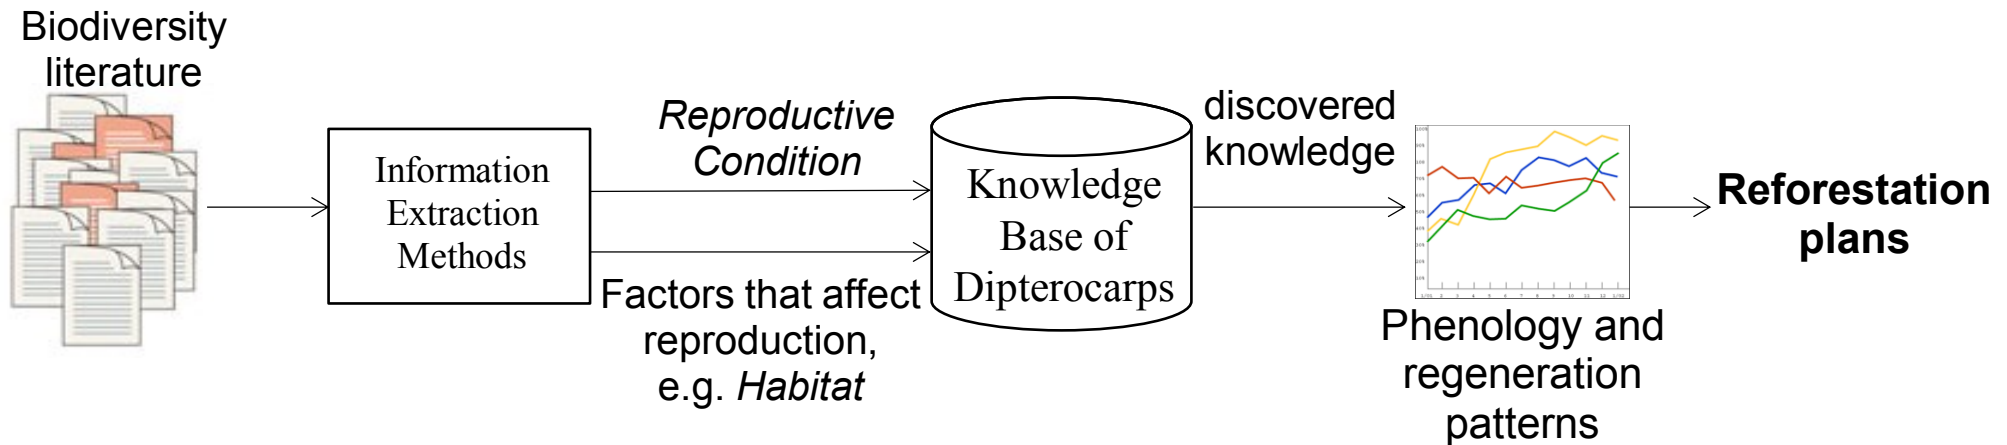 Biodiversity
literature
Information
Extraction
Methods
Reproductive
Condition
Factors that affect
reproduction,
e.g. Habitat
Knowledge
Base of
Dipterocarps
discovered
knowledge
Phenology and
regeneration
patterns
Reforestation
plans